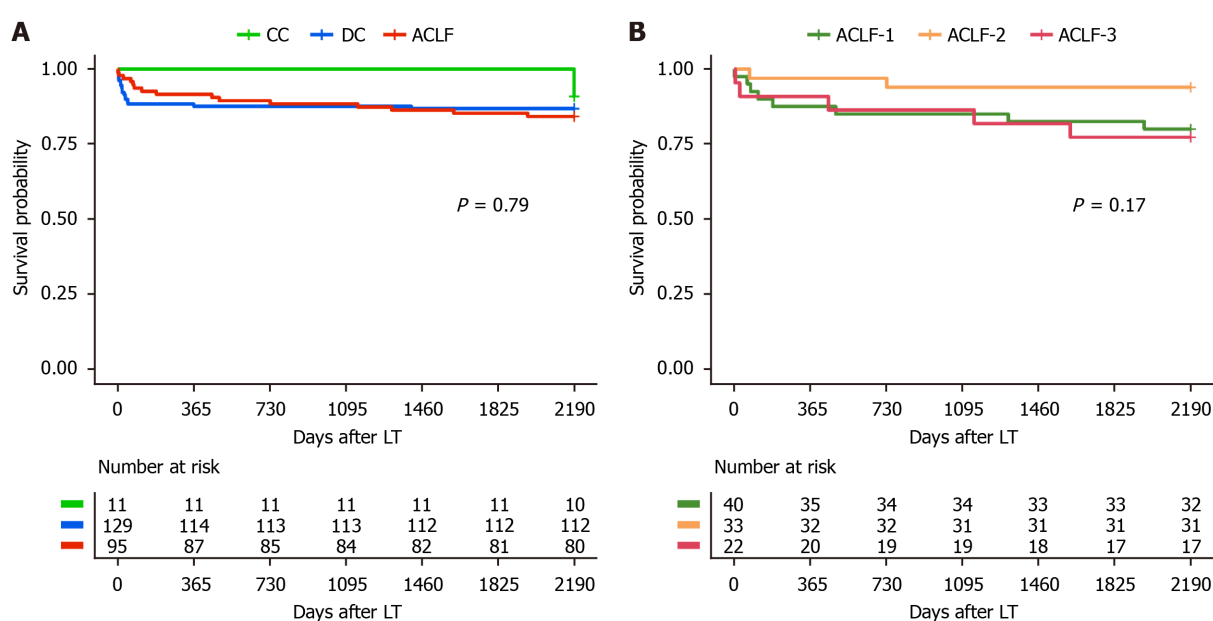 A
CC DC ACLF
1.00
0.75
0.50
0.25
0.00
Survival probability
P = 0.79
0 365 730 1095 1460 1825 2190
Days after LT
Number at risk
11 11 11 11 11 11 10
129 114 113 113 112 112 112
95 87 85 84 82 81 80
0 365 730 1095 1460 1825 2190
Days after LT
B
ACLF-1 ACLF-2 ACLF-3
1.00
0.75
0.50
0.25
0.00
Survival probability
P = 0.17
0 365 730 1095 1460 1825 2190
Days after LT
Number at risk
40 35 34 34 33 33 32
33 32 32 31 31 31 31
22 20 19 19 18 17 17
0 365 730 1095 1460 1825 2190
Days after LT